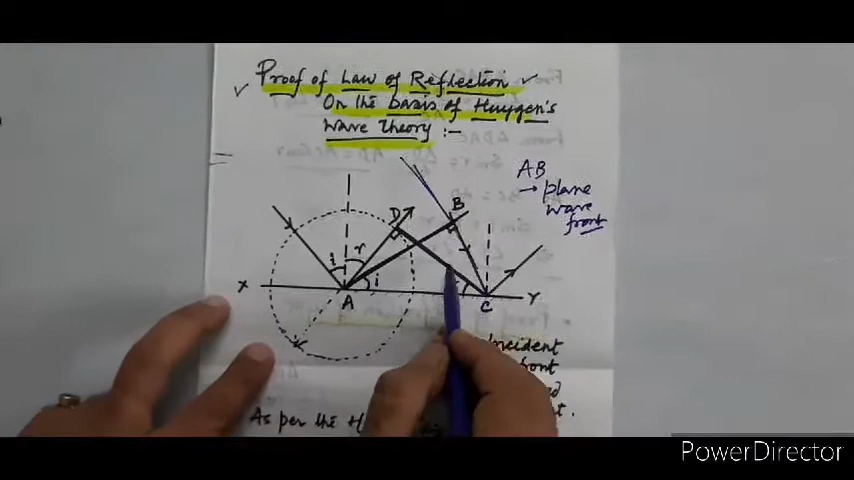 Proof of Law of Reflection
On the basis of Huygen's
wave theory :-
AB
→ plane
wave
front
B
D
r
i
i
X
A
C
Y
Incident
As per the
PowerDirector